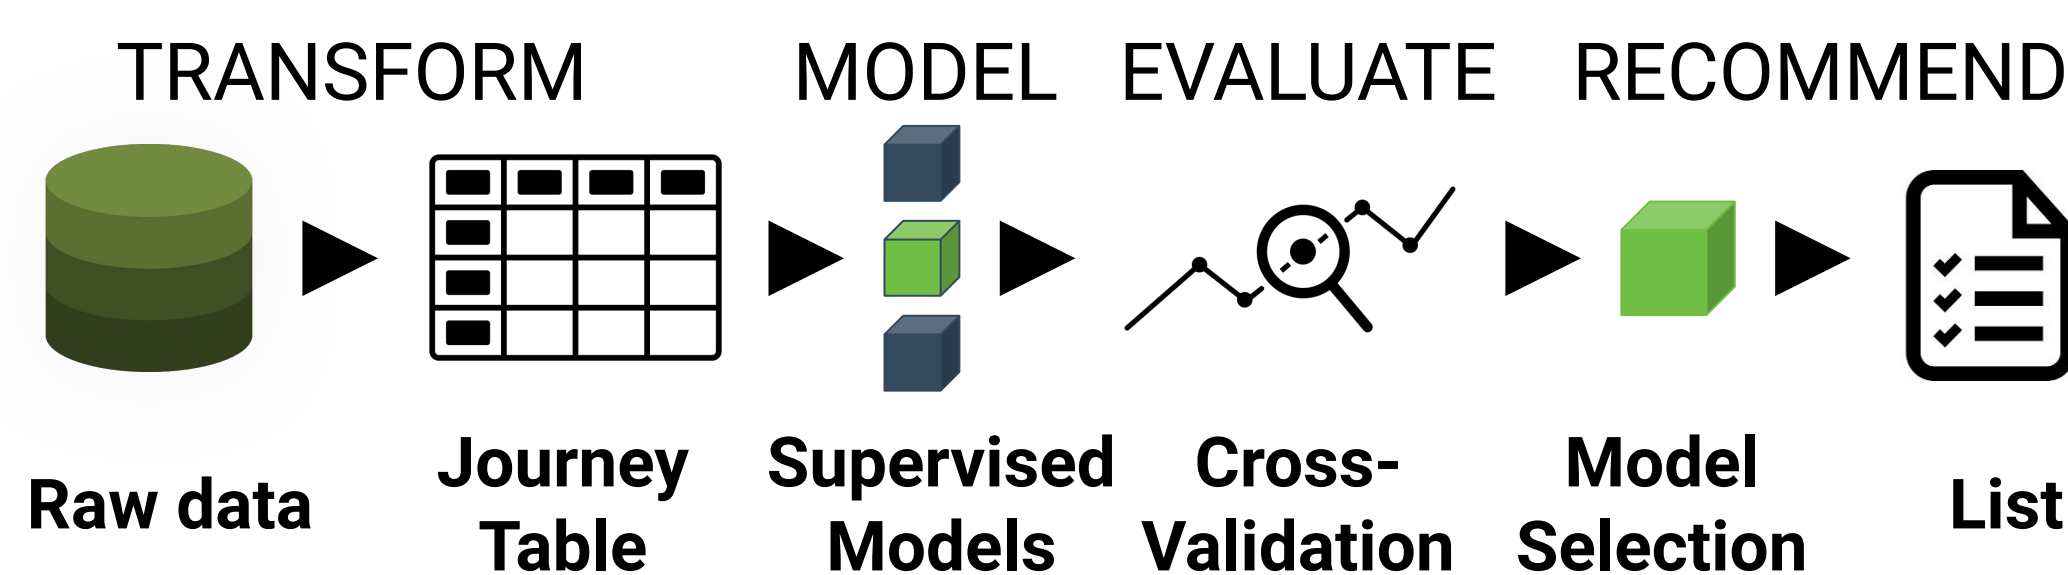 TRANSFORM MODEL EVALUATE RECOMMEND
Raw data
Journey
Table
Supervised
Models
Cross-
Validation
Model
Selection
List